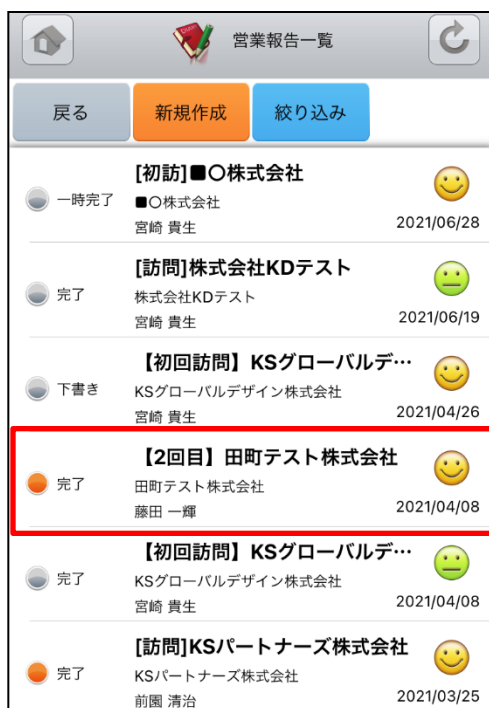 営業報告一覧
戻る
新規作成
絞り込み
[初訪]■〇株式会社
一時完了
■〇株式会社
宮崎 貴生
2021/06/28
[訪問]株式会社KDテスト
完了
株式会社KDテスト
宮崎 貴生
2021/06/19
【初回訪問】KSグローバルデ…
下書き
KSグローバルデザイン株式会社
宮崎 貴生
2021/04/26
【2回目】田町テスト株式会社
完了
田町テスト株式会社
藤田 一輝
2021/04/08
【初回訪問】KSグローバルデ…
完了
KSグローバルデザイン株式会社
宮崎 貴生
2021/04/08
[訪問]KSパートナーズ株式会社
完了
KSパートナーズ株式会社
前園 清治
2021/03/25